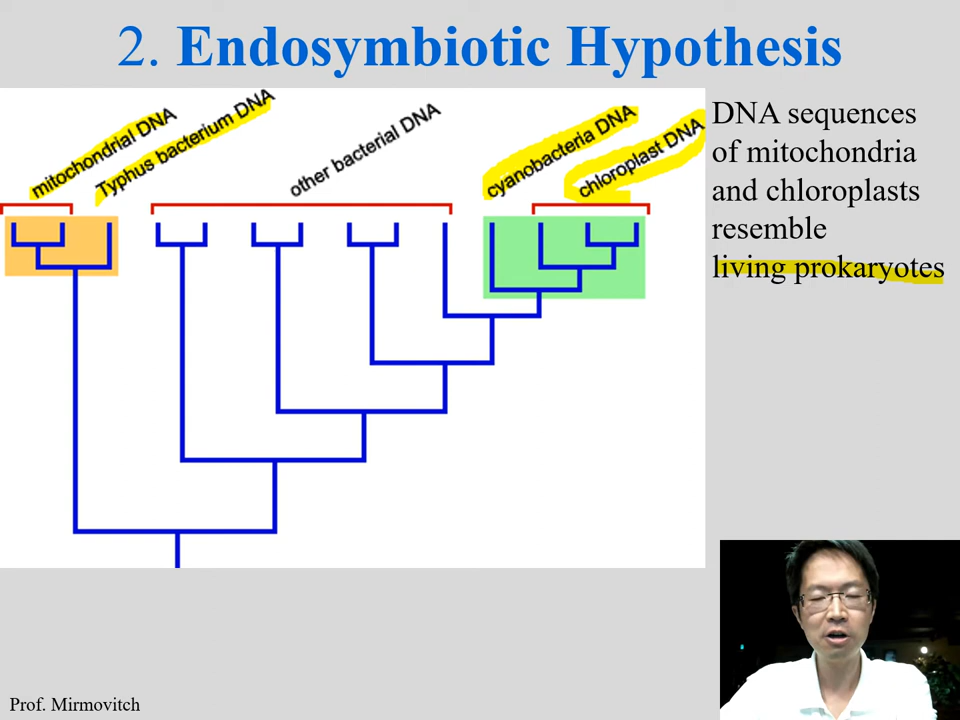 2. Endosymbiotic Hypothesis
mitochondrial DNA
Typhus bacterium DNA
other bacterial DNA
cyanobacteria DNA
chloroplast DNA
DNA sequences
of mitochondria
and chloroplasts
resemble
living prokaryotes
Prof. Mirmovitch